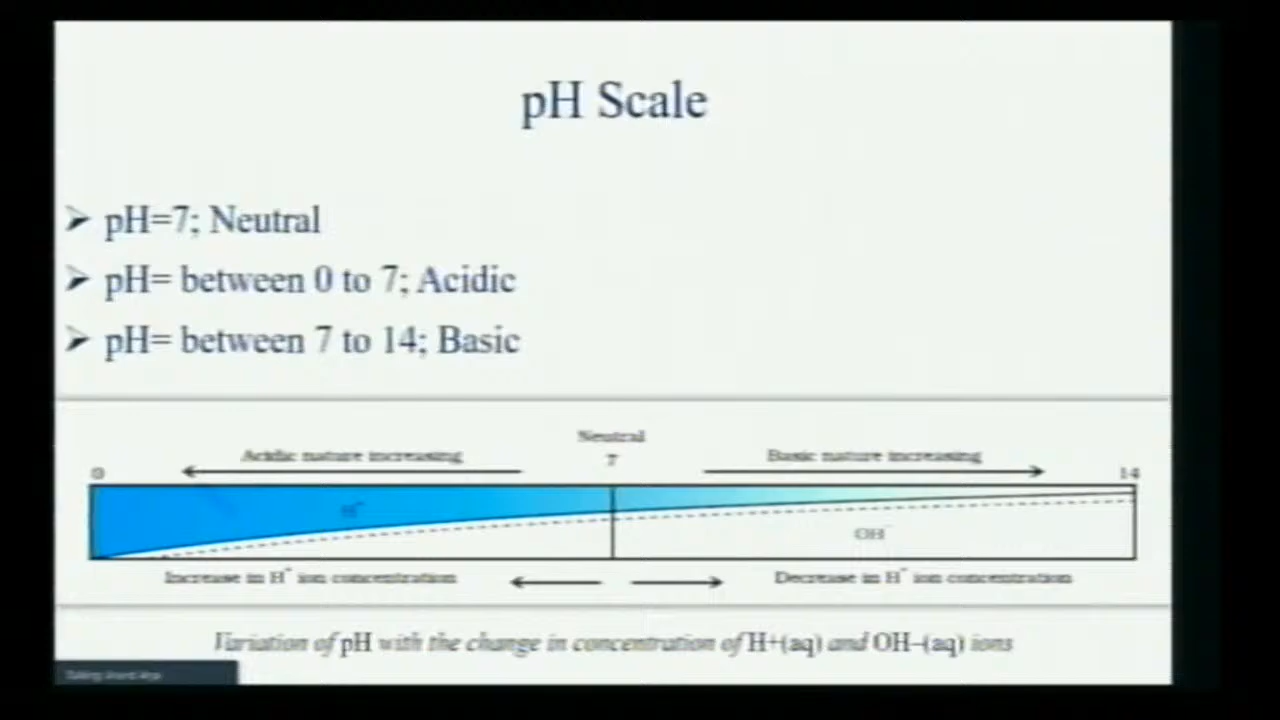 pH Scale
➢ pH=7; Neutral
➢ pH= between 0 to 7; Acidic
➢ pH= between 7 to 14; Basic
Neutral
Acidic nature increasing 7 Basic nature increasing
0 14
H⁺
OH⁻
Increase in H⁺ ion concentration Decrease in H⁺ ion concentration
Variation of pH with the change in concentration of H+(aq) and OH–(aq) ions